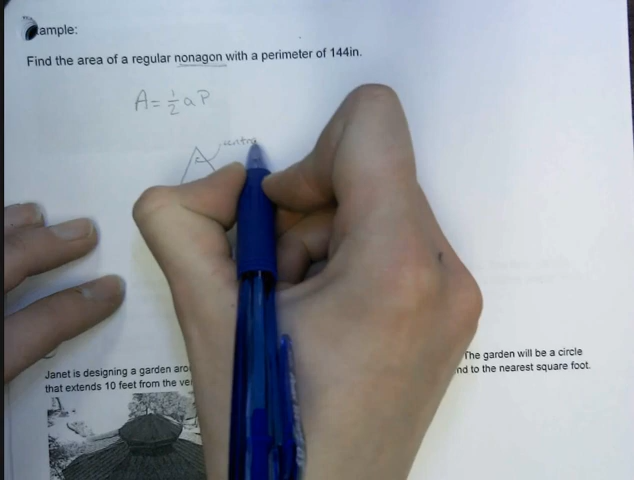 ample:
Find the area of a regular nonagon with a perimeter of 144in.
A = ½ a P
centra
Janet is designing a garden aro The garden will be a circle
that extends 10 feet from the ve nd to the nearest square foot.